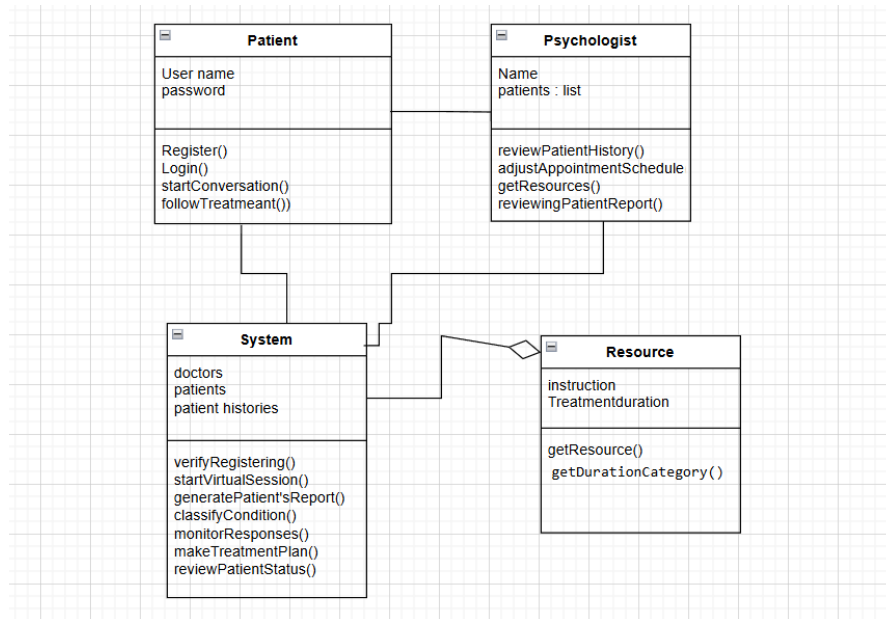 Patient
User name
password
Register()
Login()
startConversation()
followTreatmeant())
Psychologist
Name
patients : list
reviewPatientHistory()
adjustAppointmentSchedule
getResources()
reviewingPatientReport()
System
doctors
patients
patient histories
verifyRegistering()
startVirtualSession()
generatePatient'sReport()
classifyCondition()
monitorResponses()
makeTreatmentPlan()
reviewPatientStatus()
Resource
instruction
Treatmentduration
getResource()
getDurationCategory()